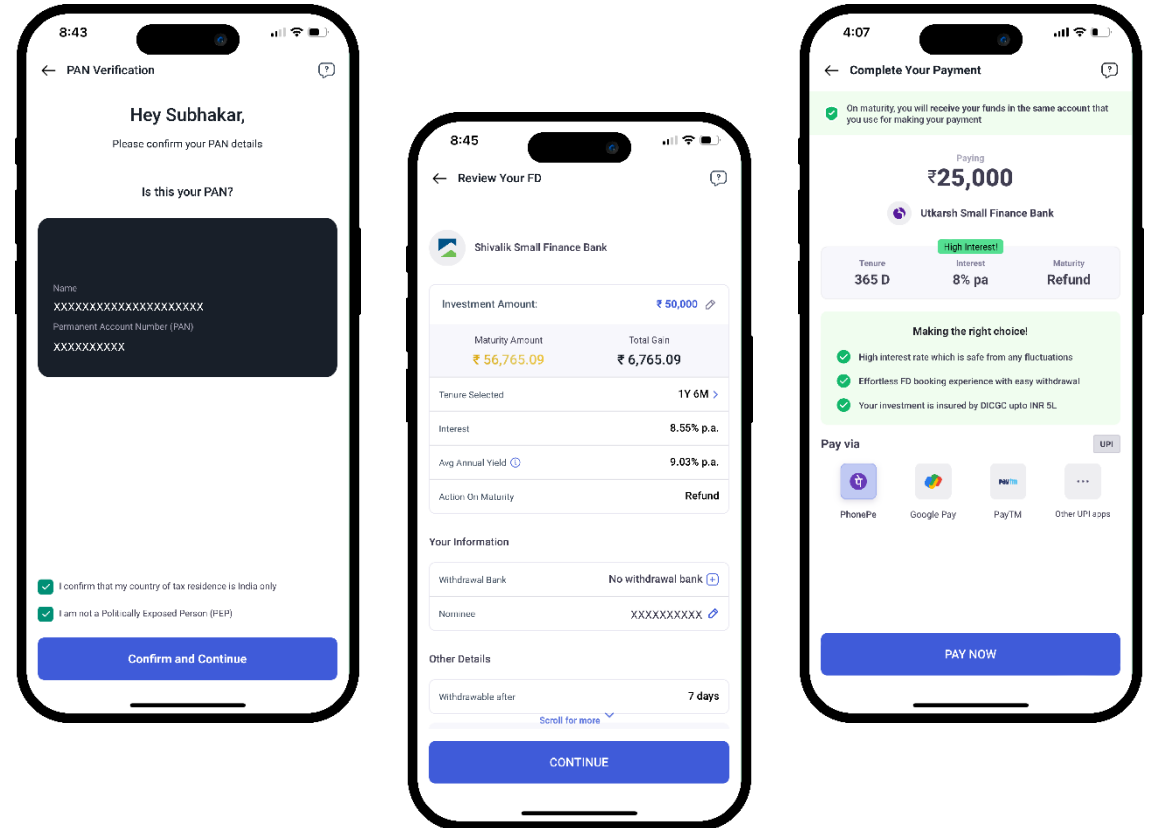 8:43
PAN Verification
Hey Subhakar,
Please confirm your PAN details
Is this your PAN?
Name
XXXXXXXXXXXXXXXXXXXXX
Permanent Account Number (PAN)
XXXXXXXXXX
I confirm that my country of tax residence is India only
I am not a Politically Exposed Person (PEP)
Confirm and Continue
8:45
Review Your FD
Shivalik Small Finance Bank
Investment Amount: ₹ 50,000
Maturity Amount Total Gain
₹ 56,765.09 ₹ 6,765.09
Tenure Selected 1Y 6M >
Interest 8.55% p.a.
Avg Annual Yield 9.03% p.a.
Action On Maturity Refund
Your Information
Withdrawal Bank No withdrawal bank
Nominee XXXXXXXXXX
Other Details
Withdrawable after 7 days
Scroll for more
CONTINUE
4:07
Complete Your Payment
On maturity, you will receive your funds in the same account that
you use for making your payment
Paying
₹25,000
Utkarsh Small Finance Bank
High Interest!
Tenure Interest Maturity
365 D 8% pa Refund
Making the right choice!
High interest rate which is safe from any fluctuations
Effortless FD booking experience with easy withdrawal
Your investment is insured by DICGC upto INR 5L
Pay via UPI
पे
PayTM
PhonePe Google Pay PayTM Other UPI apps
PAY NOW